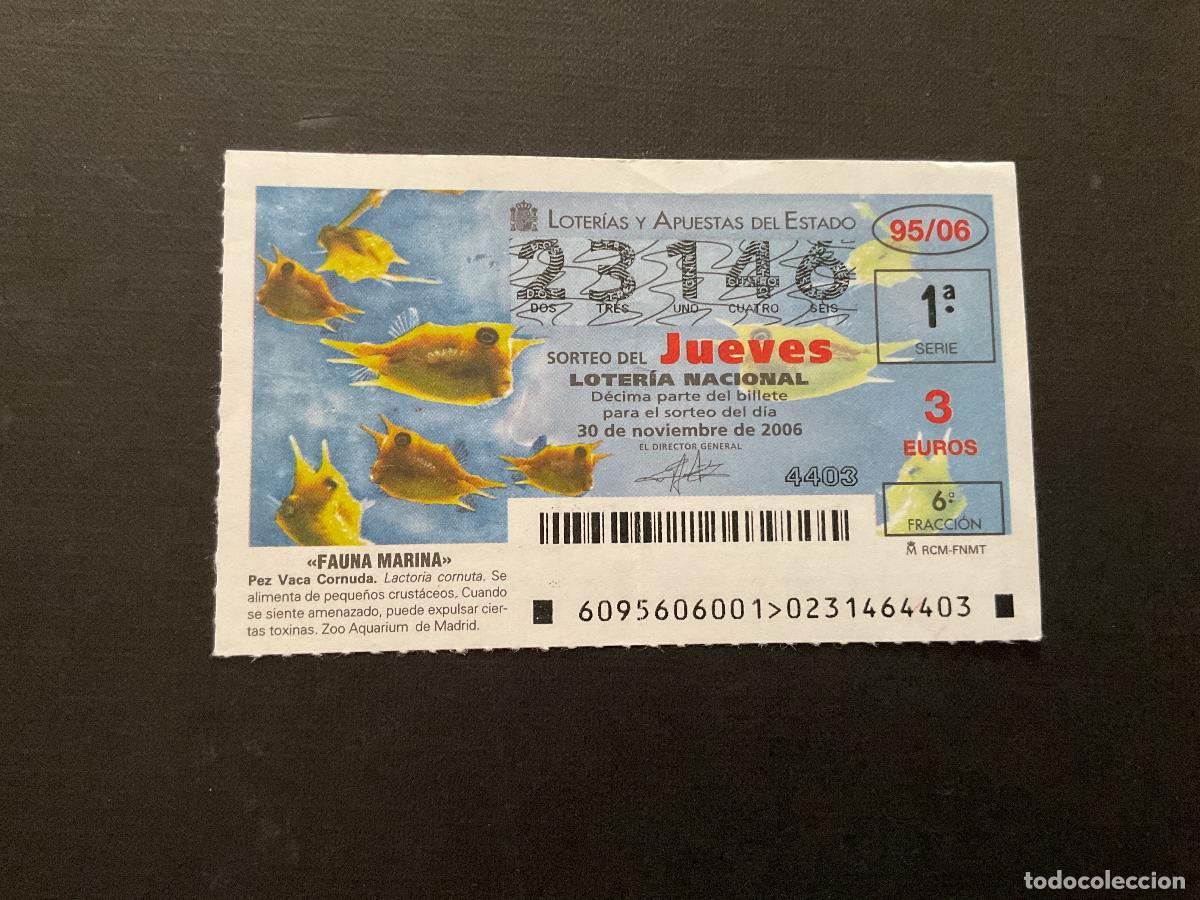 LOTERÍAS Y APUESTAS DEL ESTADO
95/06
23146
DOS TRES UNO CUATRO SEIS
1ª
SERIE
SORTEO DEL Jueves
LOTERÍA NACIONAL
Décima parte del billete
para el sorteo del día
30 de noviembre de 2006
EL DIRECTOR GENERAL
4403
3
EUROS
6ª
FRACCIÓN
RCM-FNMT
«FAUNA MARINA»
Pez Vaca Cornuda. Lactoria cornuta. Se
alimenta de pequeños crustáceos. Cuando
se siente amenazado, puede expulsar cier-
tas toxinas. Zoo Aquarium de Madrid.
6095606001>0231464403
todocoleccion